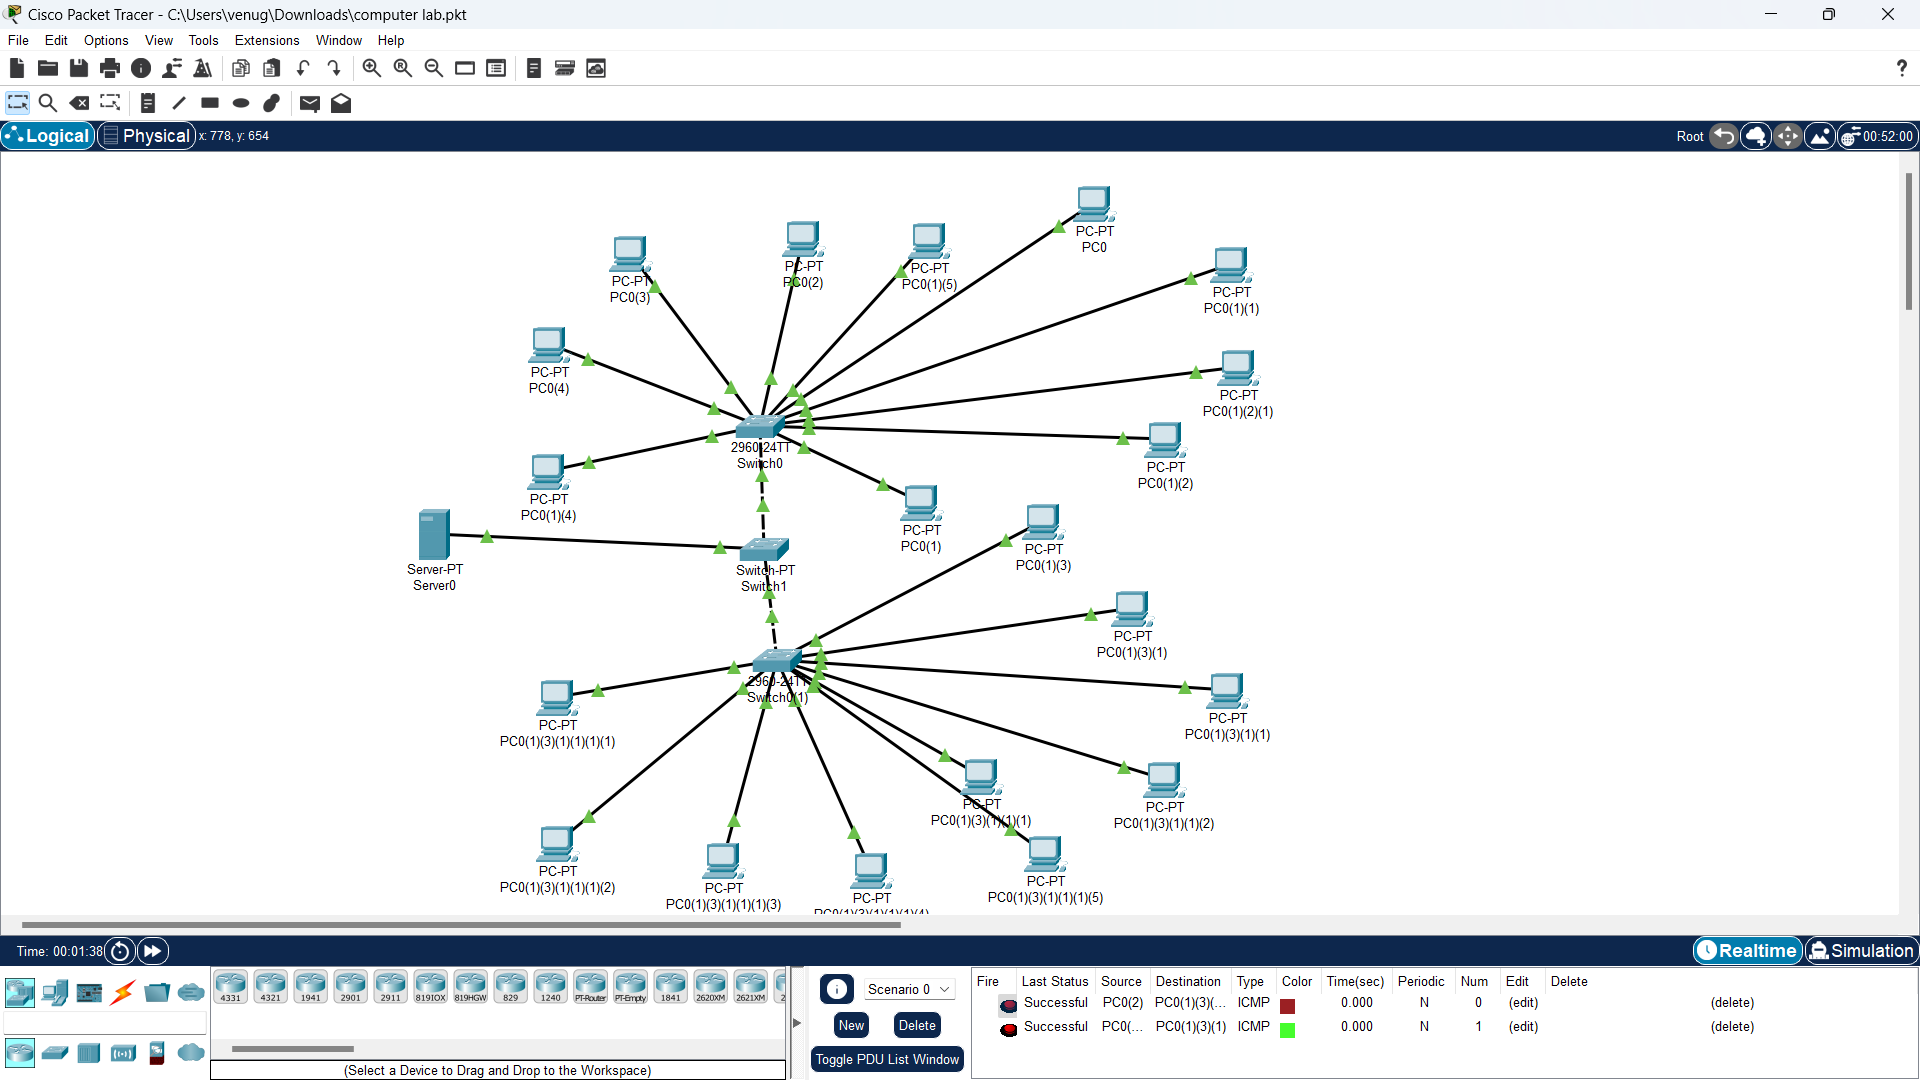 Cisco Packet Tracer - C:\Users\venug\Downloads\computer lab.pkt
File Edit Options View Tools Extensions Window Help
?
Logical Physical x: 778, y: 654 Root 00:52:00
PC-PT
PC0
PC-PT
PC0(2)
PC-PT
PC0(1)(5)
PC-PT
PC0(3)
PC-PT
PC0(1)(1)
PC-PT
PC0(4)
PC-PT
PC0(1)(2)(1)
2960-24TT
Switch0
PC-PT
PC0(1)(2)
PC-PT
PC0(1)(4)
PC-PT
PC0(1)
PC-PT
PC0(1)(3)
Server-PT
Server0
Switch-PT
Switch1
PC-PT
PC0(1)(3)(1)
2960-24TT
Switch0(1)
PC-PT
PC0(1)(3)(1)(1)
PC-PT
PC0(1)(3)(1)(1)(1)(1)
PC-PT
PC0(1)(3)(1)(1)(1)
PC-PT
PC0(1)(3)(1)(1)(2)
PC-PT
PC0(1)(3)(1)(1)(1)(2)
PC-PT
PC0(1)(3)(1)(1)(1)(3)
PC-PT
PC0(1)(3)(1)(1)(1)(4)
PC-PT
PC0(1)(3)(1)(1)(1)(5)
Time: 00:01:38 Realtime Simulation
4331 4321 1941 2901 2911 819IOX 819HGW 829 1240 PT-Router PT-Empty 1841 2620XM 2621XM 2
(Select a Device to Drag and Drop to the Workspace)
Scenario 0
New Delete
Toggle PDU List Window
Fire Last Status Source Destination Type Color Time(sec) Periodic Num Edit Delete
Successful PC0(2) PC0(1)(3)(... ICMP 0.000 N 0 (edit) (delete)
Successful PC0(... PC0(1)(3)(1) ICMP 0.000 N 1 (edit) (delete)